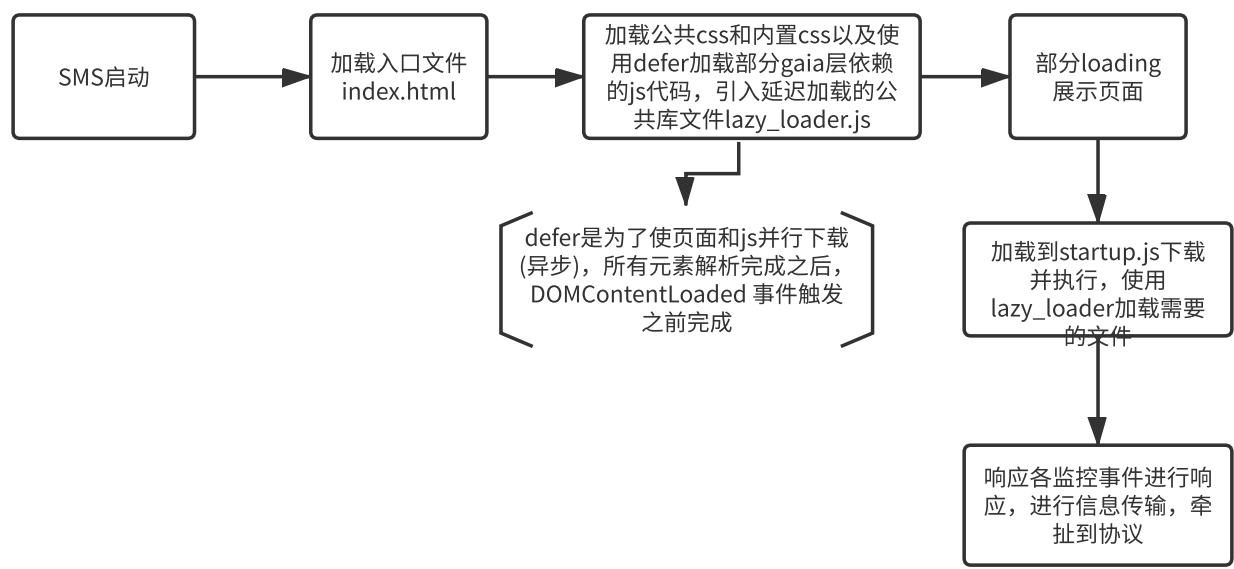 SMS启动
加载入口文件
index.html
加载公共css和内置css以及使
用defer加载部分gaia层依赖
的js代码，引入延迟加载的公
共库文件lazy_loader.js
部分loading
展示页面
defer是为了使页面和js并行下载
(异步)，所有元素解析完成之后，
DOMContentLoaded 事件触发
之前完成
加载到startup.js下载
并执行，使用
lazy_loader加载需要
的文件
响应各监控事件进行响
应，进行信息传输，牵
扯到协议